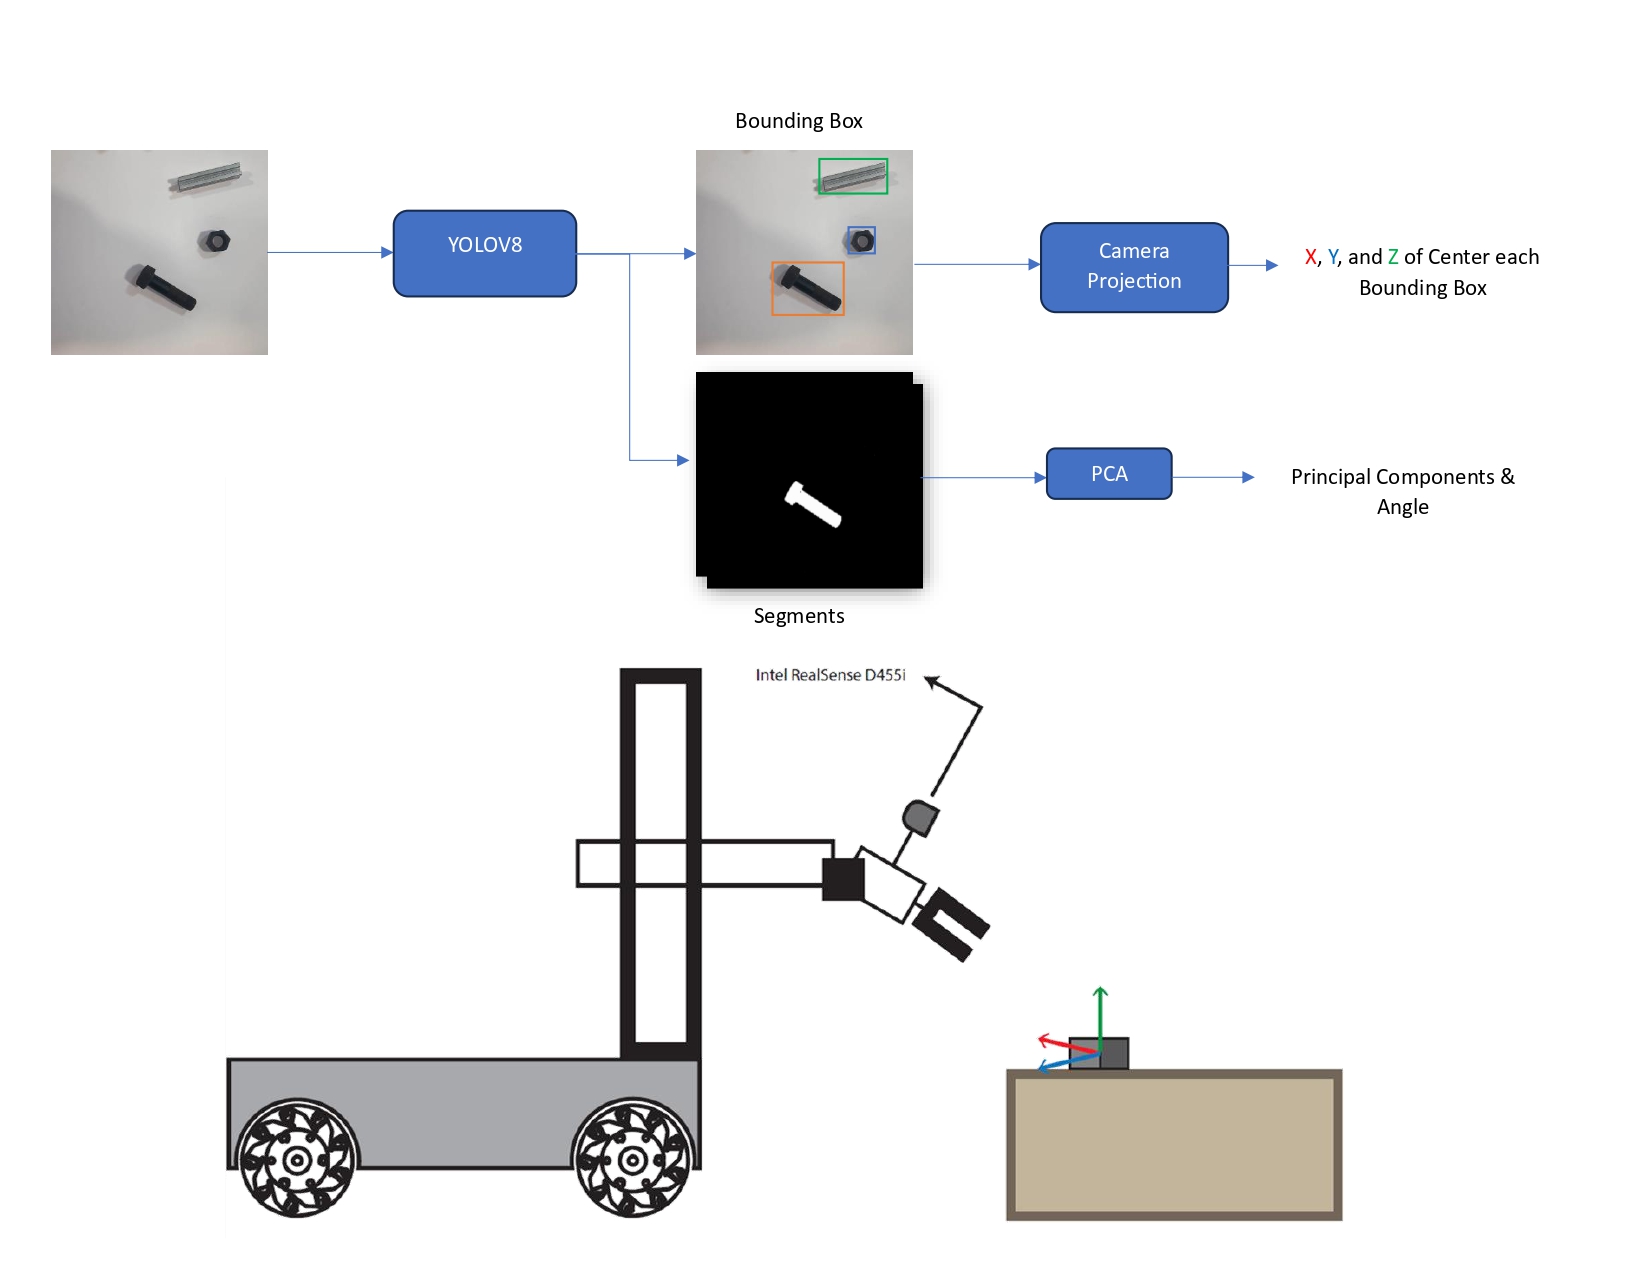 Bounding Box
YOLOV8
Camera
Projection
X, Y, and Z of Center each
Bounding Box
PCA
Principal Components &
Angle
Segments
Intel RealSense D455i